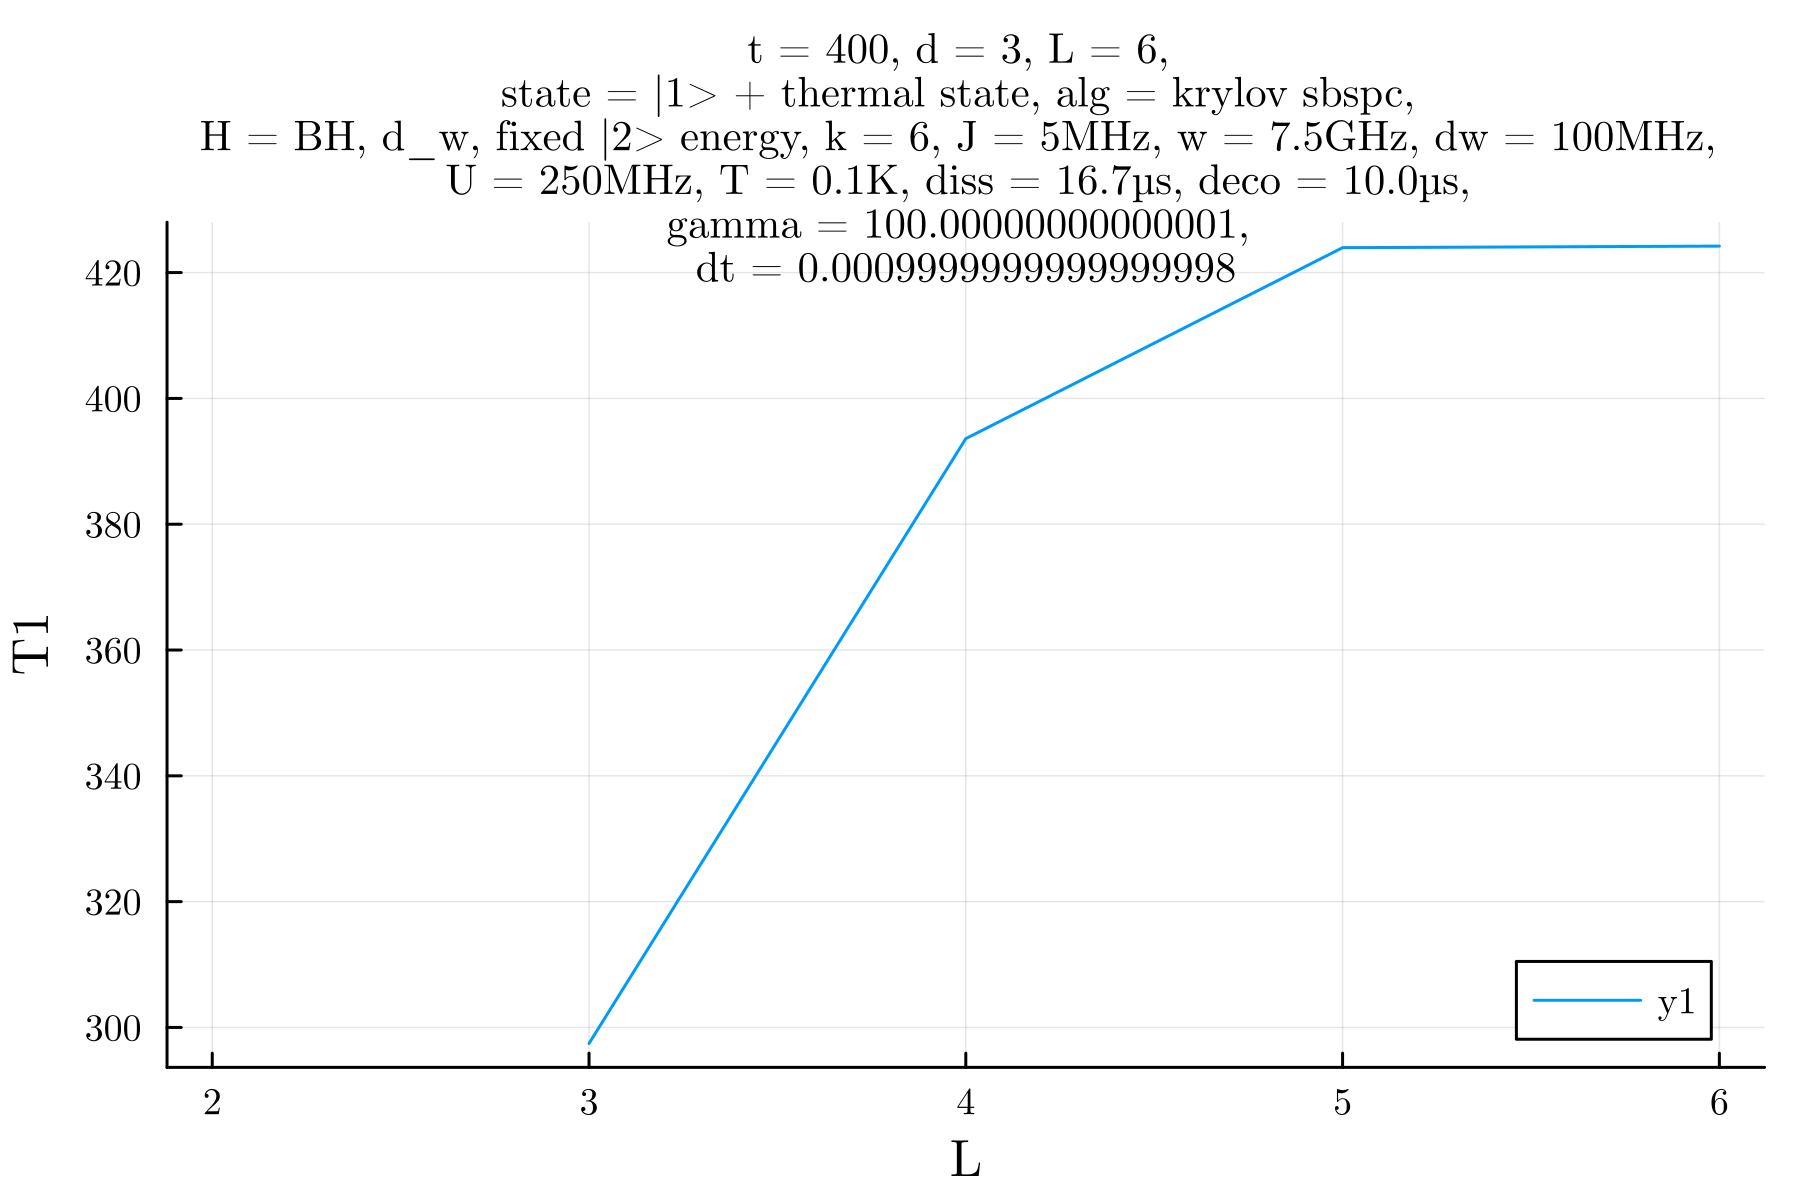 t = 400, d = 3, L = 6,
state = |1> + thermal state, alg = krylov sbspc,
H = BH, d_w, fixed |2> energy, k = 6, J = 5MHz, w = 7.5GHz, dw = 100MHz,
U = 250MHz, T = 0.1K, diss = 16.7µs, deco = 10.0µs,
gamma = 100.00000000000001,
dt = 0.0009999999999999998
420
400
380
360
340
320
300
T1
y1
2 3 4 5 6
L